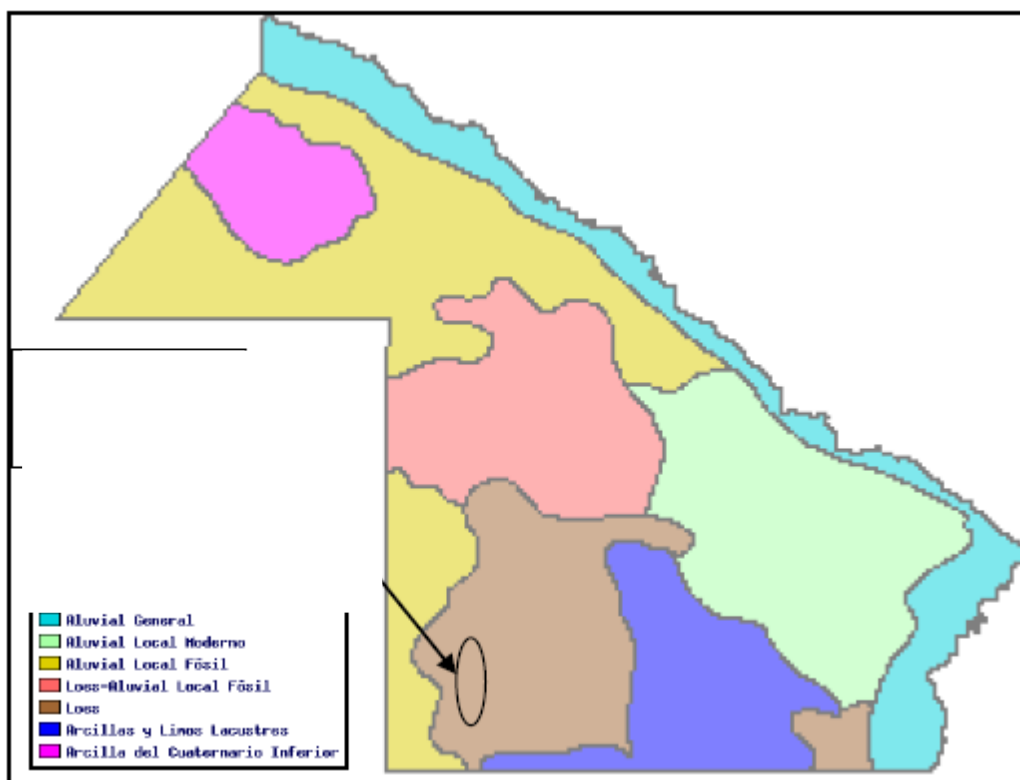 Aluvial General
Aluvial Local Moderno
Aluvial Local Fósil
Loss-Aluvial Local Fósil
Loss
Arcillas y Limos Lacustres
Arcilla del Cuaternario Inferior